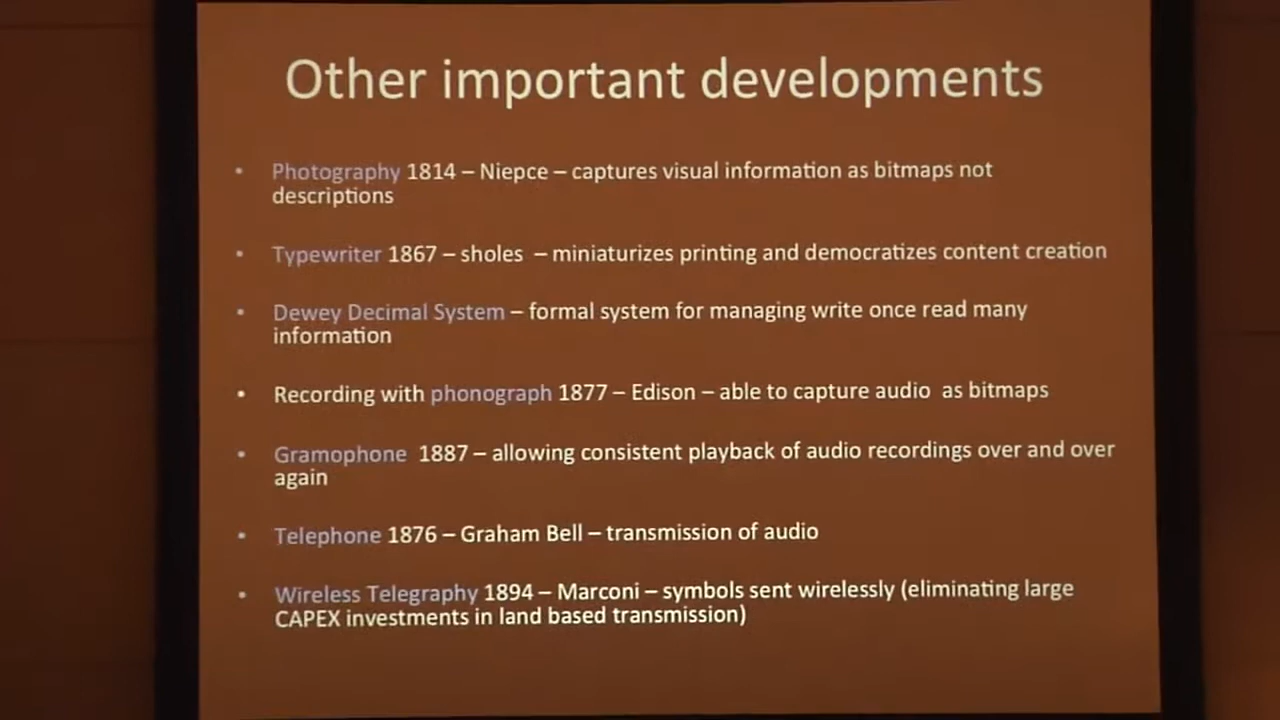 Other important developments
• Photography 1814 – Niepce – captures visual information as bitmaps not
descriptions
• Typewriter 1867 – sholes – miniaturizes printing and democratizes content creation
• Dewey Decimal System – formal system for managing write once read many
information
• Recording with phonograph 1877 – Edison – able to capture audio as bitmaps
• Gramophone 1887 – allowing consistent playback of audio recordings over and over
again
• Telephone 1876 – Graham Bell – transmission of audio
• Wireless Telegraphy 1894 – Marconi – symbols sent wirelessly (eliminating large
CAPEX investments in land based transmission)